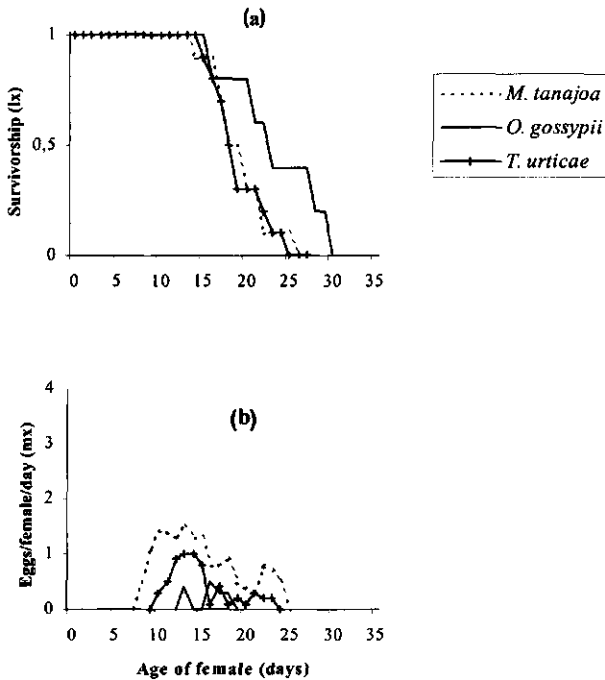 (a)
1
0,5
0
Survivorship (lx)
0 5 10 15 20 25 30 35
M. tanajoa
O. gossypii
T. urticae
(b)
4
3
2
1
0
Eggs/female/day (mx)
0 5 10 15 20 25 30 35
Age of female (days)